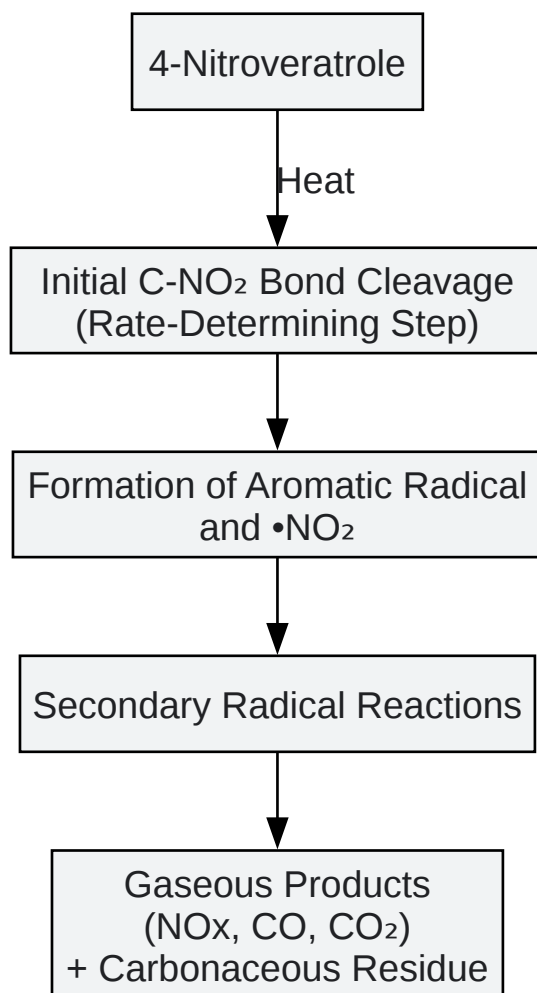 4-Nitroveratrole
Heat
Initial C-NO₂ Bond Cleavage
(Rate-Determining Step)
Formation of Aromatic Radical
and •NO₂
Secondary Radical Reactions
Gaseous Products
(NOx, CO, CO₂)
+ Carbonaceous Residue